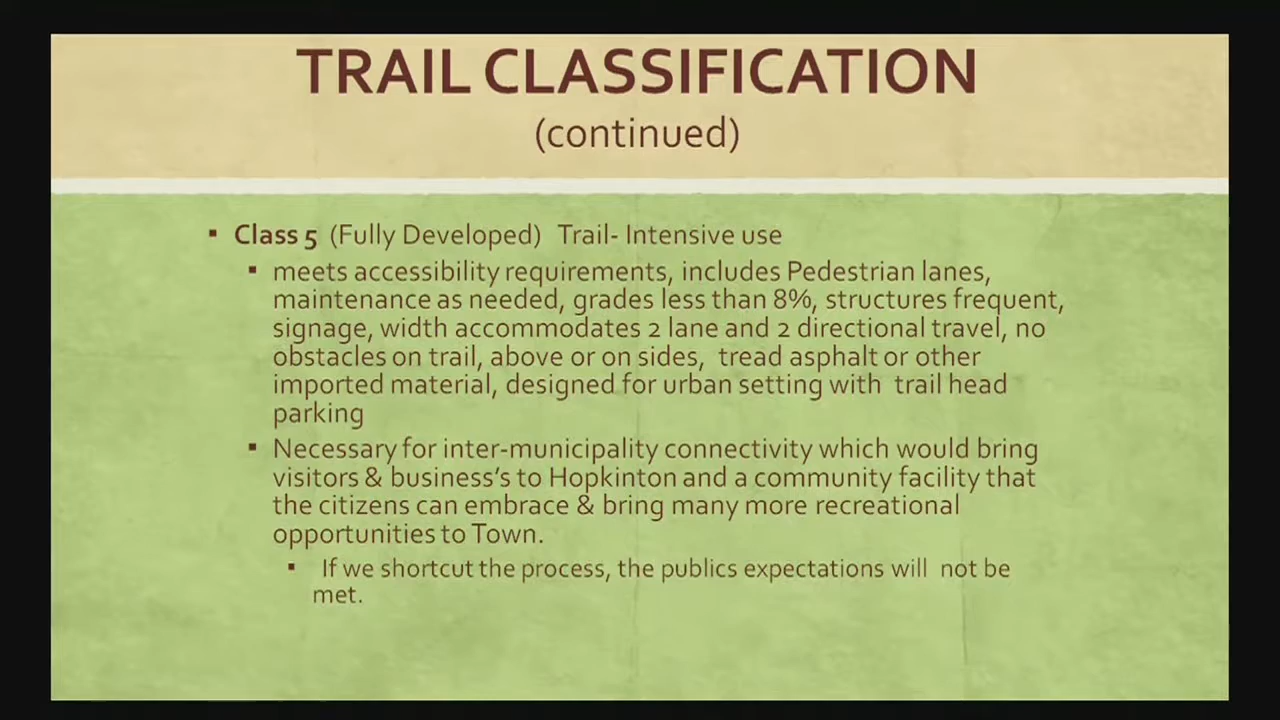 TRAIL CLASSIFICATION
(continued)
▪ Class 5 (Fully Developed) Trail- Intensive use
▪ meets accessibility requirements, includes Pedestrian lanes,
maintenance as needed, grades less than 8%, structures frequent,
signage, width accommodates 2 lane and 2 directional travel, no
obstacles on trail, above or on sides, tread asphalt or other
imported material, designed for urban setting with trail head
parking
▪ Necessary for inter-municipality connectivity which would bring
visitors & business's to Hopkinton and a community facility that
the citizens can embrace & bring many more recreational
opportunities to Town.
▪ If we shortcut the process, the publics expectations will not be
met.